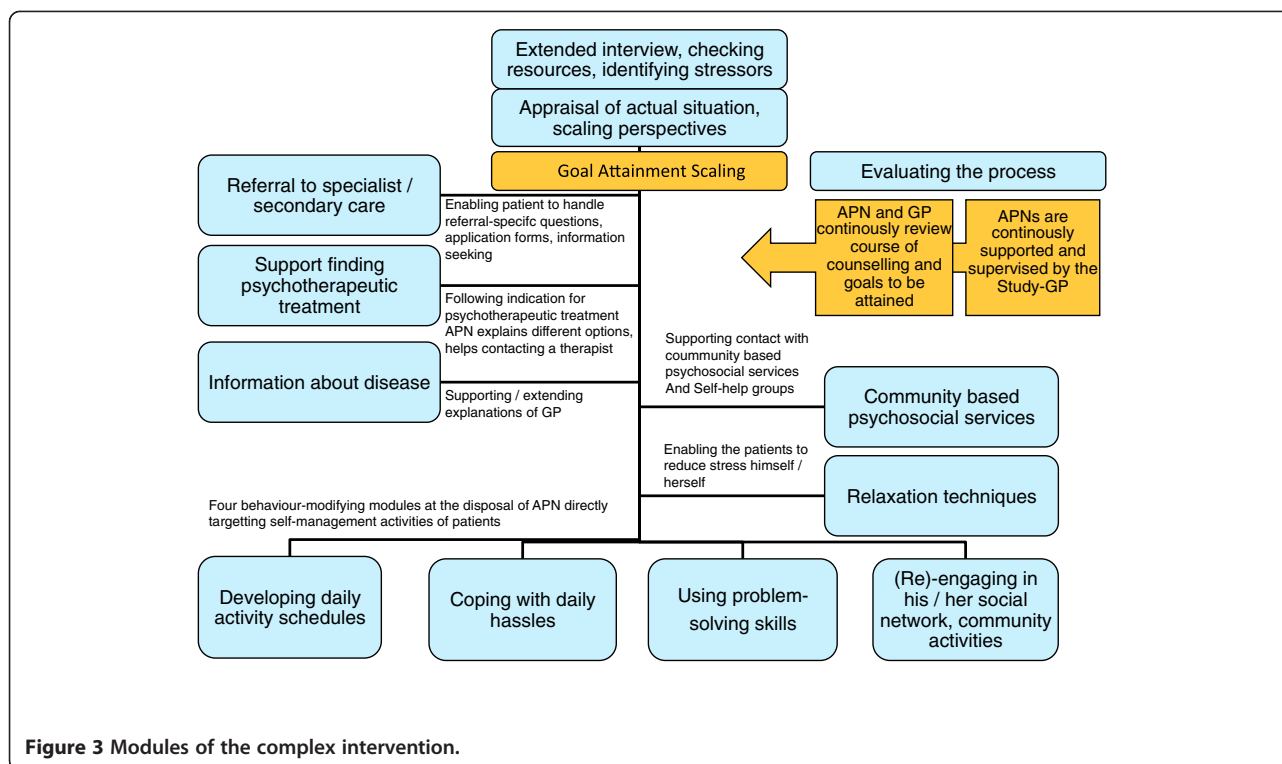 Extended interview, checking
resources, identifying stressors
Appraisal of actual situation,
scaling perspectives
Goal Attainment Scaling
Evaluating the process
Referral to specialist /
secondary care
Enabling patient to handle
referral-specifc questions,
application forms, information
seeking
APN and GP
continously review
course of
counselling and
goals to be
attained
APNs are
continously
supported and
supervised by the
Study-GP
Support finding
psychotherapeutic
treatment
Following indication for
psychotherapeutic treatment
APN explains different options,
helps contacting a therapist
Information about disease
Supporting / extending
explanations of GP
Supporting contact with
coummunity based
psychosocial services
And Self-help groups
Community based
psychosocial services
Enabling the patients to
reduce stress himself /
herself
Relaxation techniques
Four behaviour-modifying modules at the disposal of APN directly
targetting self-management activities of patients
Developing daily
activity schedules
Coping with daily
hassles
Using problem-
solving skills
(Re)-engaging in
his / her social
network, community
activities
Figure 3 Modules of the complex intervention.